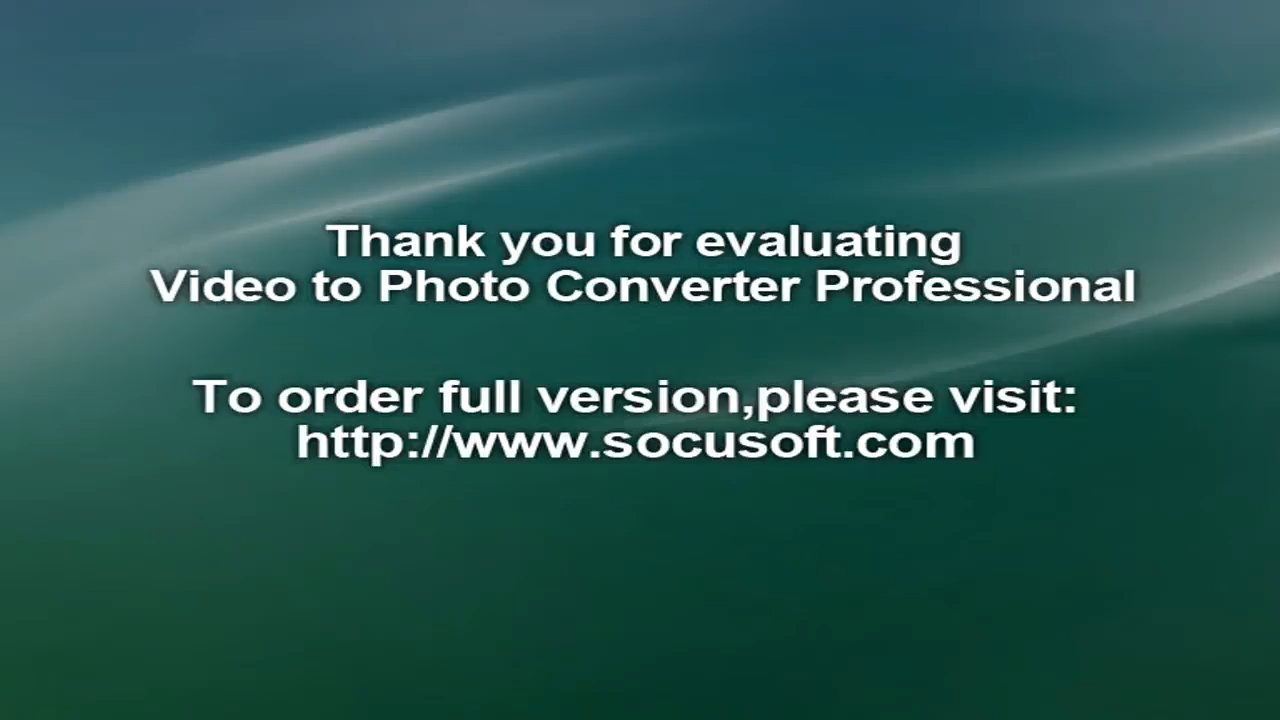 Thank you for evaluating
Video to Photo Converter Professional
To order full version,please visit:
http://www.socusoft.com